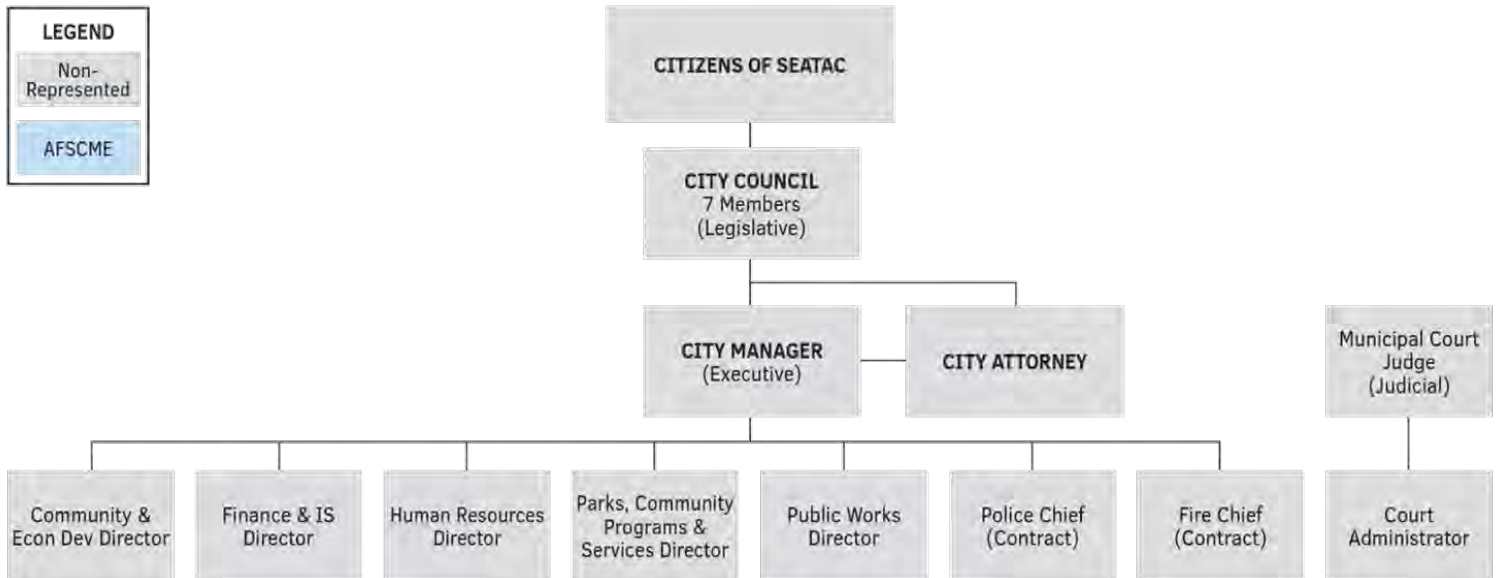 LEGEND
Non-
Represented
AFSCME
CITIZENS OF SEATAC
CITY COUNCIL
7 Members
(Legislative)
CITY MANAGER
(Executive)
CITY ATTORNEY
Municipal Court
Judge
(Judicial)
Community &
Econ Dev Director
Finance & IS
Director
Human Resources
Director
Parks, Community
Programs &
Services Director
Public Works
Director
Police Chief
(Contract)
Fire Chief
(Contract)
Court
Administrator